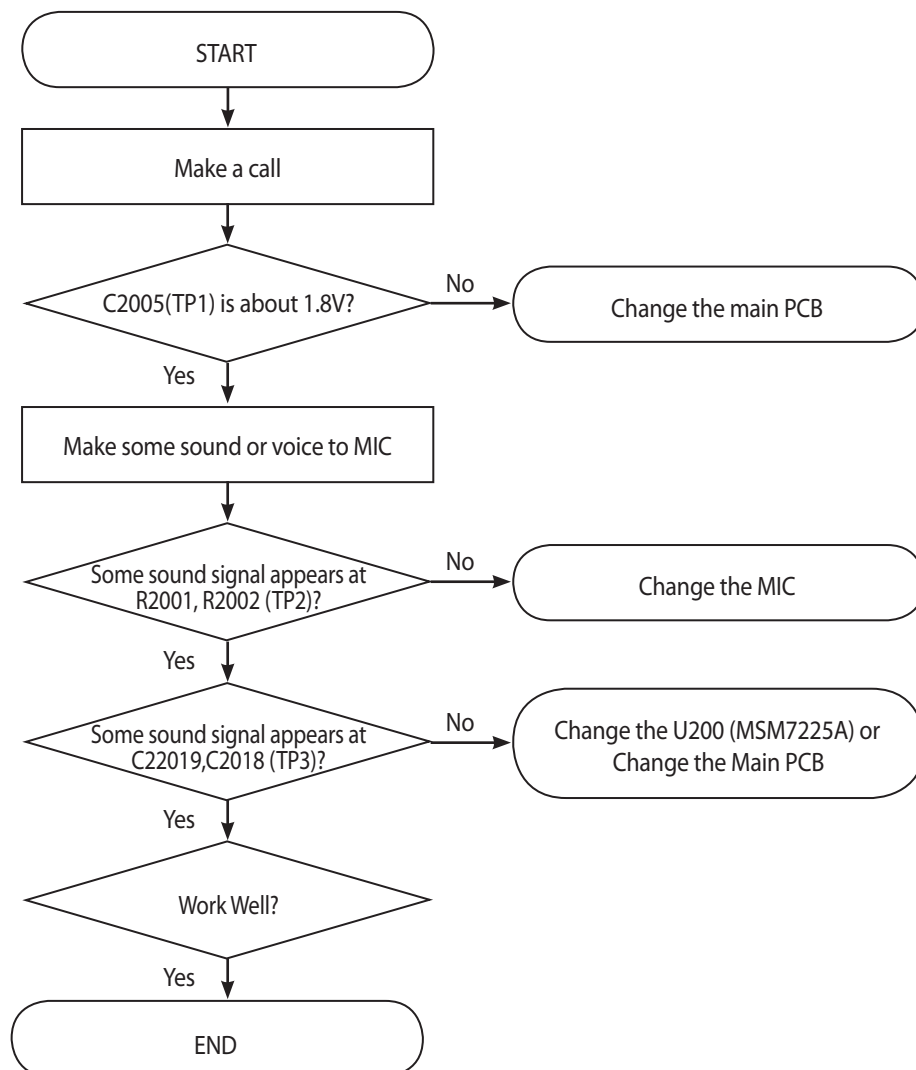 START
Make a call
C2005(TP1) is about 1.8V?
No
Change the main PCB
Yes
Make some sound or voice to MIC
Some sound signal appears at
R2001, R2002 (TP2)?
No
Change the MIC
Yes
Some sound signal appears at
C22019,C2018 (TP3)?
No
Change the U200 (MSM7225A) or
Change the Main PCB
Yes
Work Well?
Yes
END